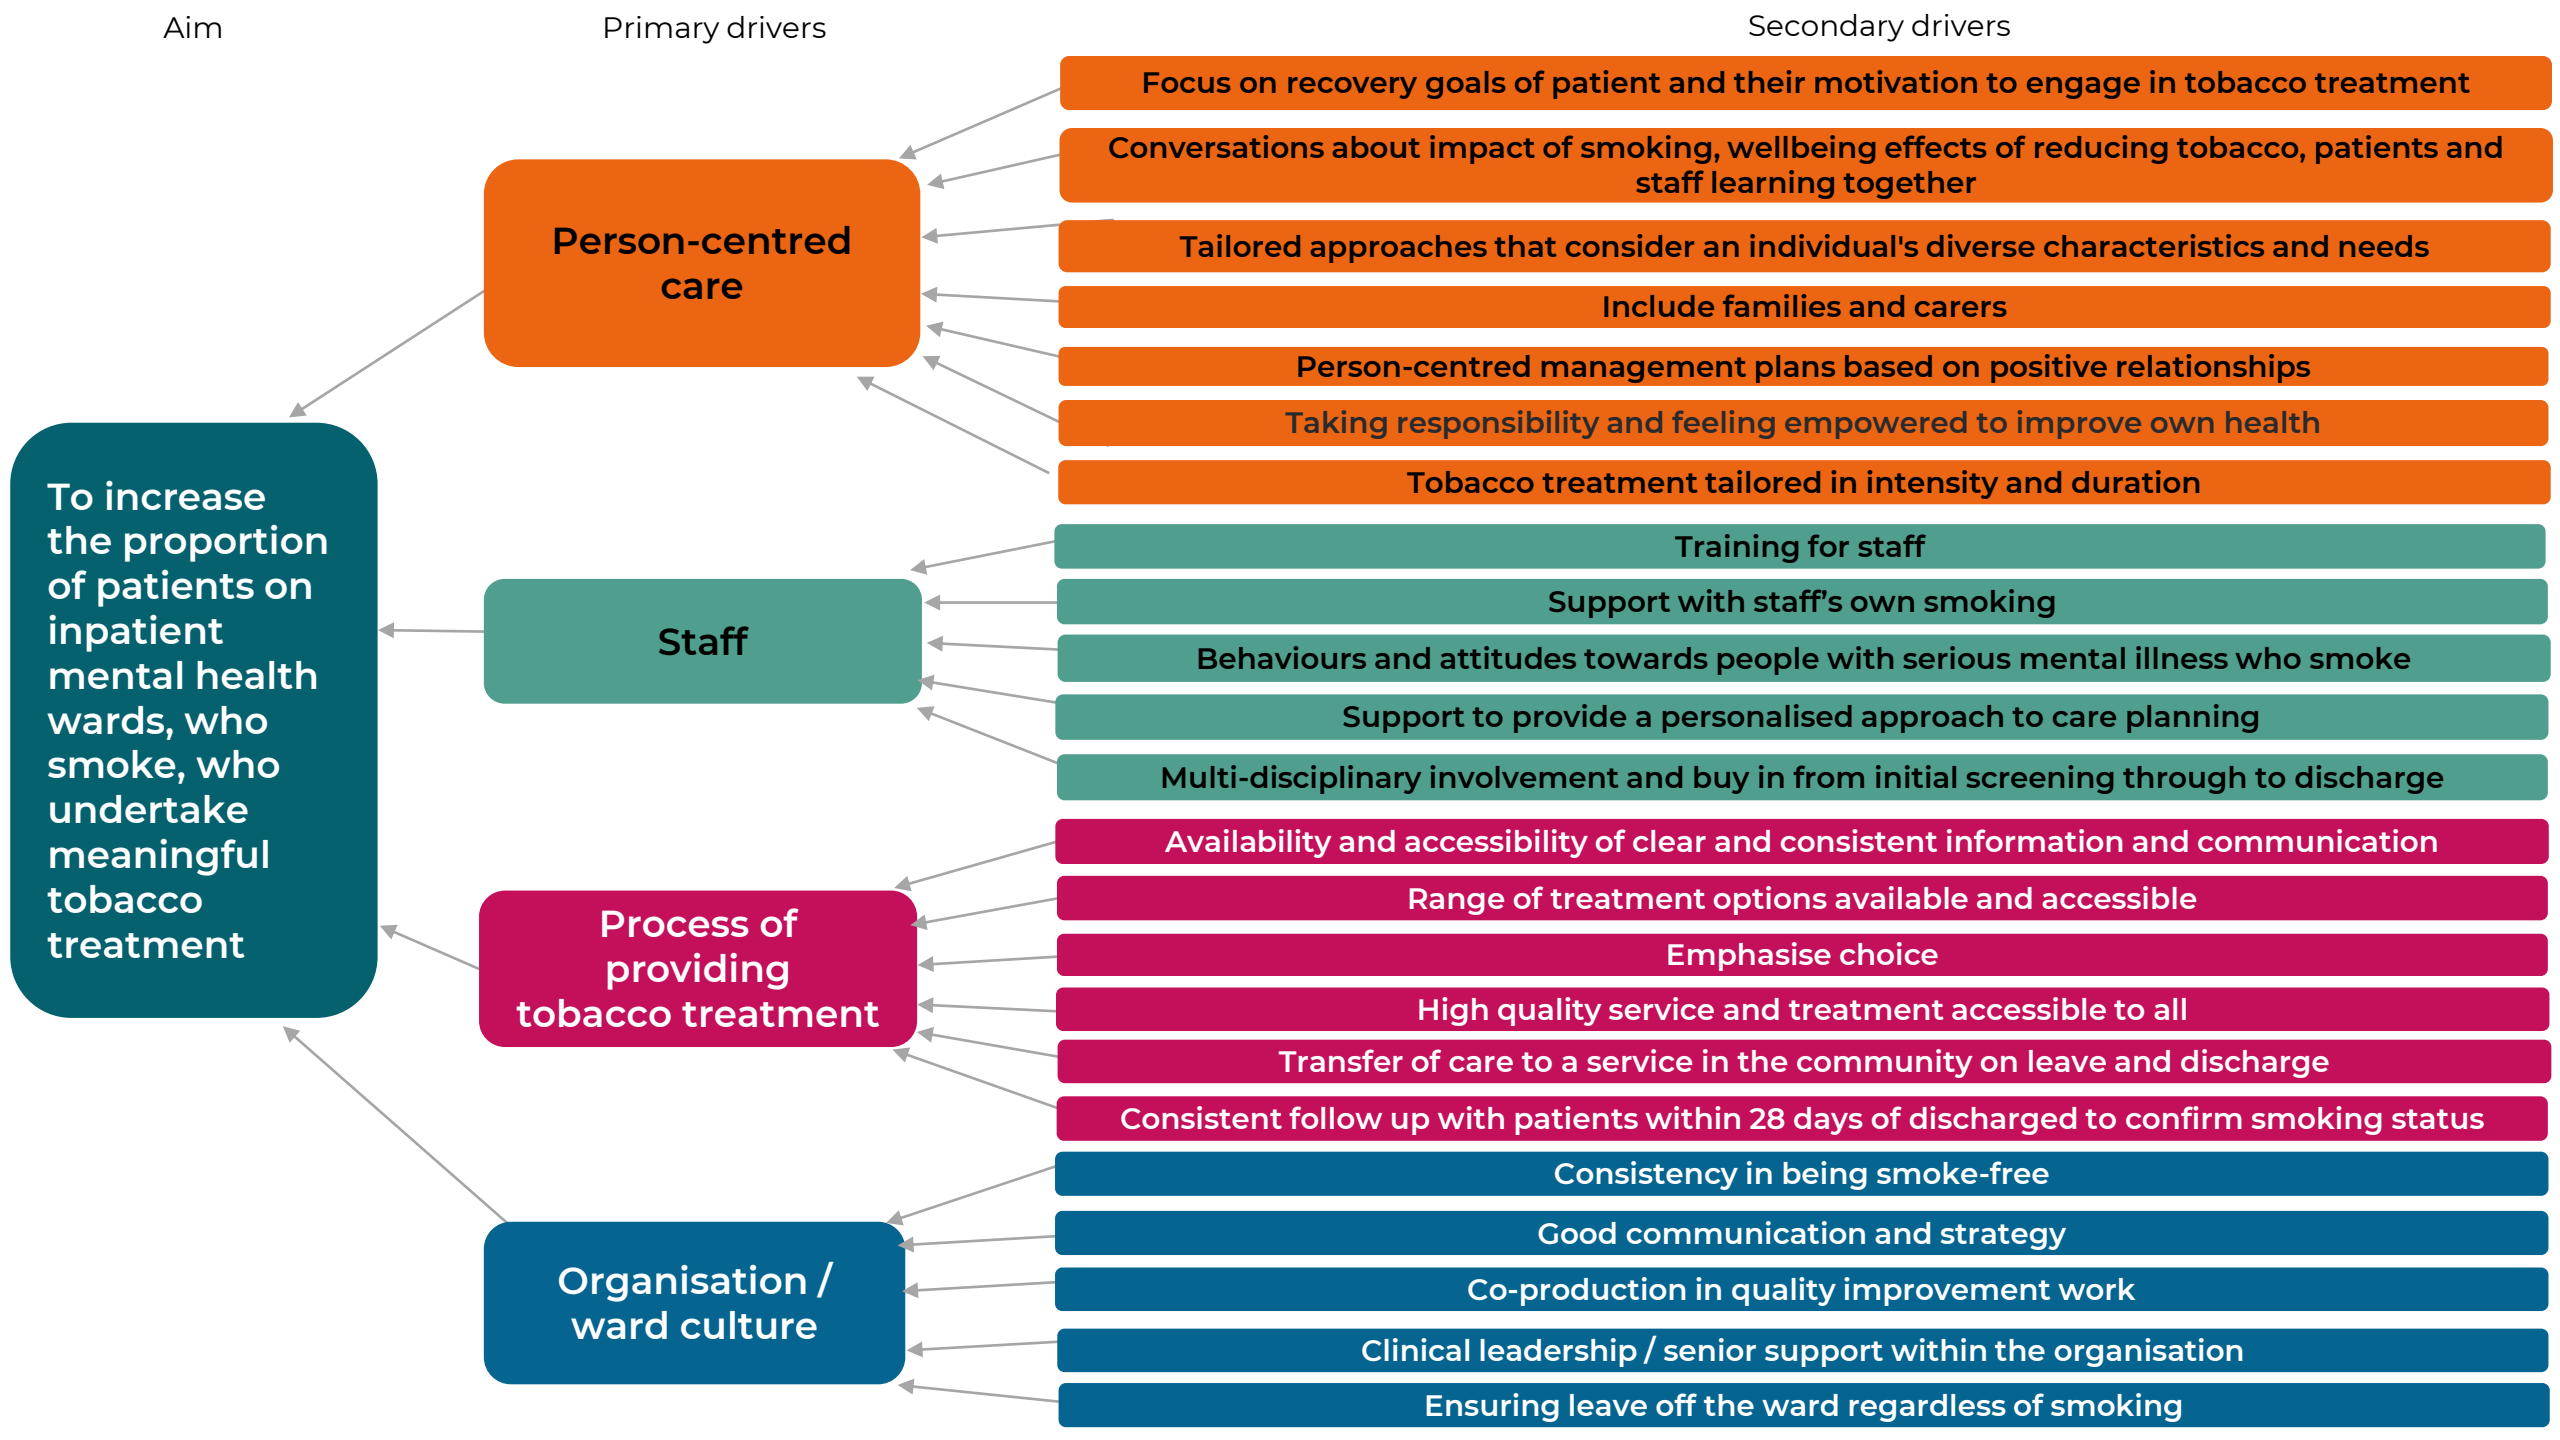 Aim
Primary drivers
Secondary drivers
To increase
the proportion
of patients on
inpatient
mental health
wards, who
smoke, who
undertake
meaningful
tobacco
treatment
Person-centred
care
Focus on recovery goals of patient and their motivation to engage in tobacco treatment
Conversations about impact of smoking, wellbeing effects of reducing tobacco, patients and
staff learning together
Tailored approaches that consider an individual's diverse characteristics and needs
Include families and carers
Person-centred management plans based on positive relationships
Taking responsibility and feeling empowered to improve own health
Tobacco treatment tailored in intensity and duration
Staff
Training for staff
Support with staff’s own smoking
Behaviours and attitudes towards people with serious mental illness who smoke
Support to provide a personalised approach to care planning
Multi-disciplinary involvement and buy in from initial screening through to discharge
Process of
providing
tobacco treatment
Availability and accessibility of clear and consistent information and communication
Range of treatment options available and accessible
Emphasise choice
High quality service and treatment accessible to all
Transfer of care to a service in the community on leave and discharge
Consistent follow up with patients within 28 days of discharged to confirm smoking status
Organisation /
ward culture
Consistency in being smoke-free
Good communication and strategy
Co-production in quality improvement work
Clinical leadership / senior support within the organisation
Ensuring leave off the ward regardless of smoking